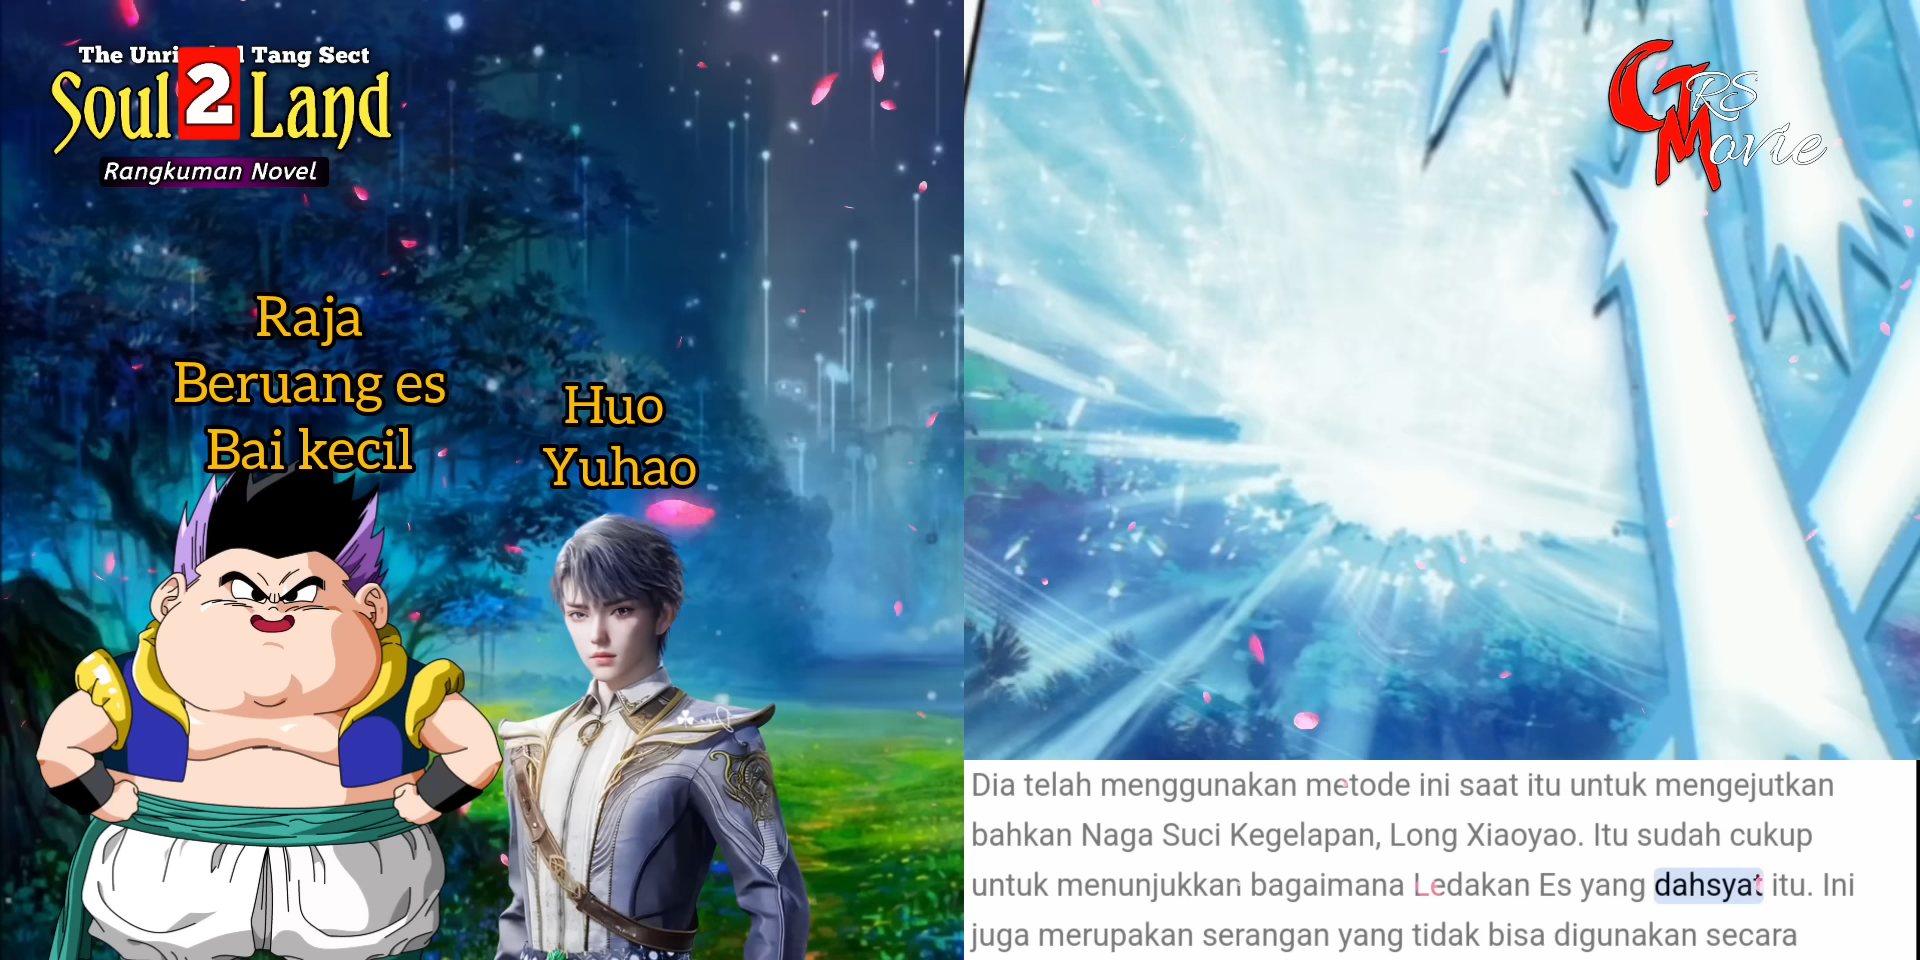 The Unri Tang Sect
Soul 2 Land
Rangkuman Novel
Raja
Beruang es
Bai kecil
Huo
Yuhao
CTRS
Movie
Dia telah menggunakan metode ini saat itu untuk mengejutkan
bahkan Naga Suci Kegelapan, Long Xiaoyao. Itu sudah cukup
untuk menunjukkan bagaimana Ledakan Es yang dahsyat itu. Ini
juga merupakan serangan yang tidak bisa digunakan secara